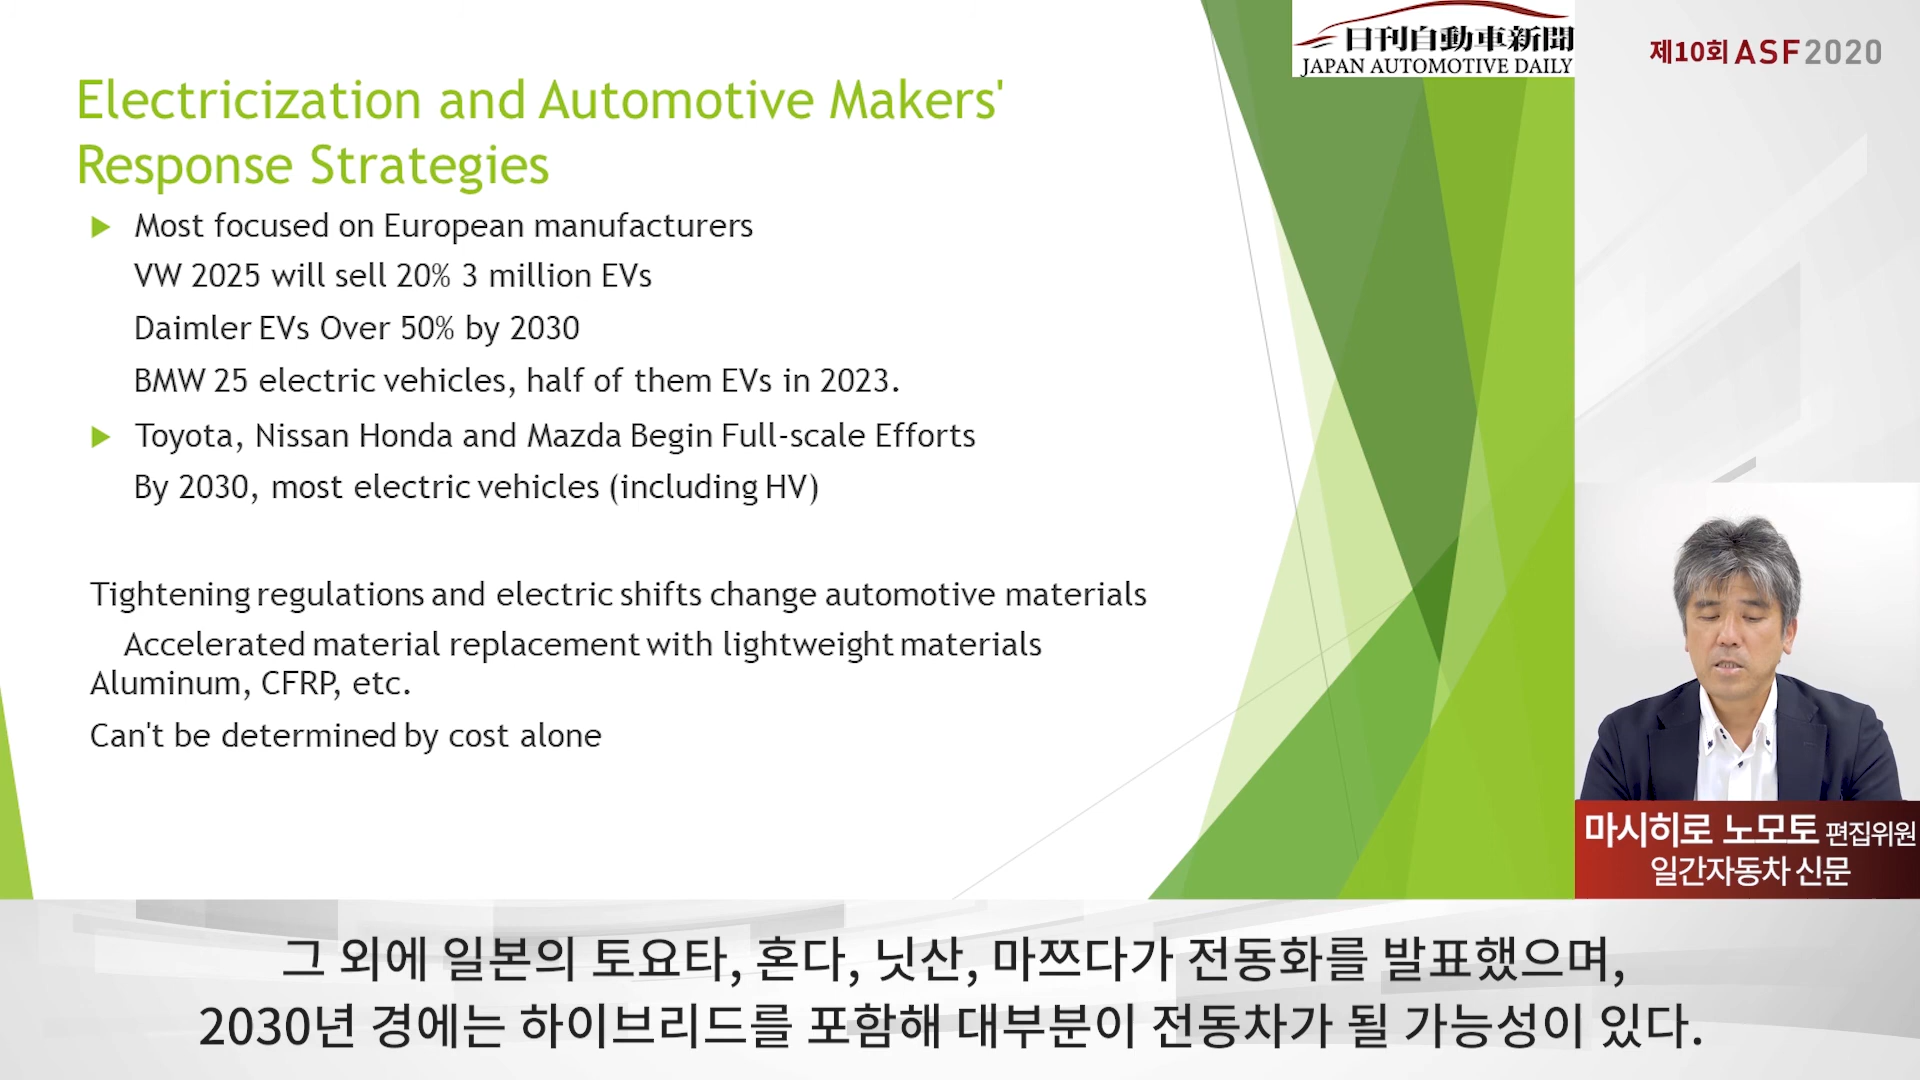 日刊自動車新聞
JAPAN AUTOMOTIVE DAILY
제10회 ASF2020
Electricization and Automotive Makers'
Response Strategies
Most focused on European manufacturers
VW 2025 will sell 20% 3 million EVs
Daimler EVs Over 50% by 2030
BMW 25 electric vehicles, half of them EVs in 2023.
Toyota, Nissan Honda and Mazda Begin Full-scale Efforts
By 2030, most electric vehicles (including HV)
Tightening regulations and electric shifts change automotive materials
Accelerated material replacement with lightweight materials
Aluminum, CFRP, etc.
Can't be determined by cost alone
마시히로 노모토 편집위원
일간자동차 신문
그 외에 일본의 토요타, 혼다, 닛산, 마쯔다가 전동화를 발표했으며,
2030년 경에는 하이브리드를 포함해 대부분이 전동차가 될 가능성이 있다.